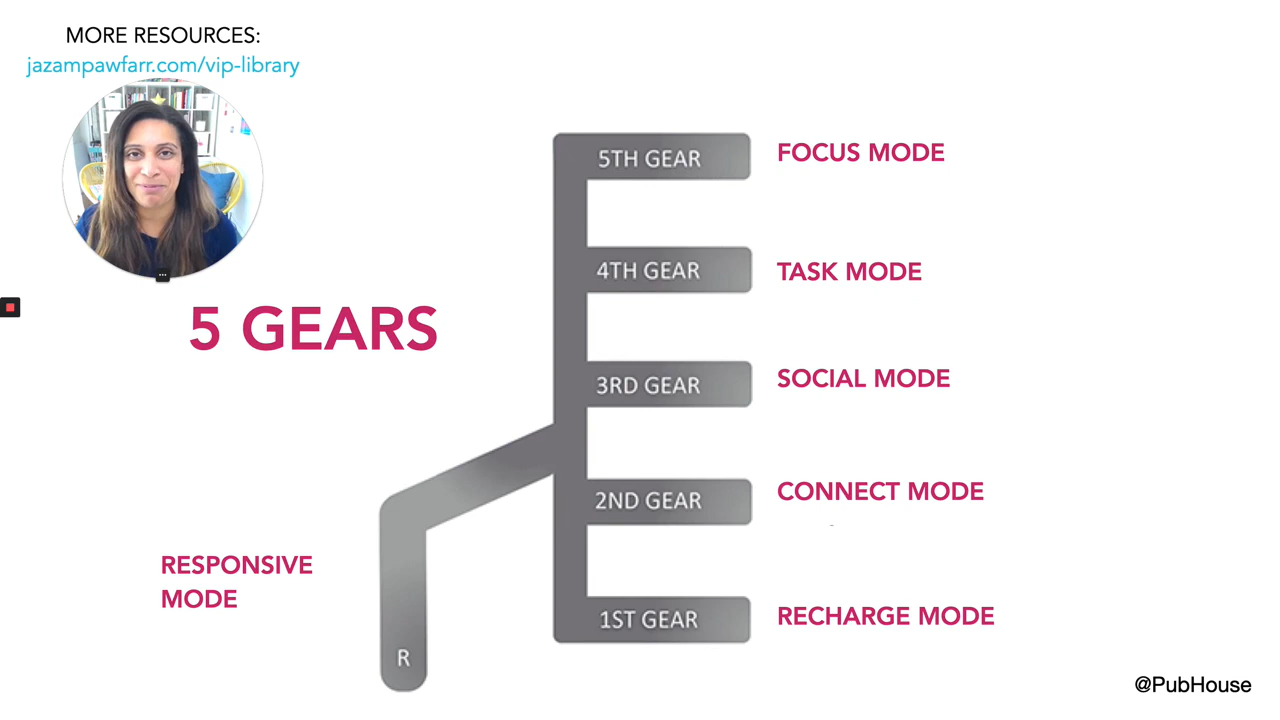 MORE RESOURCES:
jazampawfarr.com/vip-library
5 GEARS
5TH GEAR
FOCUS MODE
4TH GEAR
TASK MODE
3RD GEAR
SOCIAL MODE
2ND GEAR
CONNECT MODE
1ST GEAR
RECHARGE MODE
RESPONSIVE
MODE
R
@PubHouse